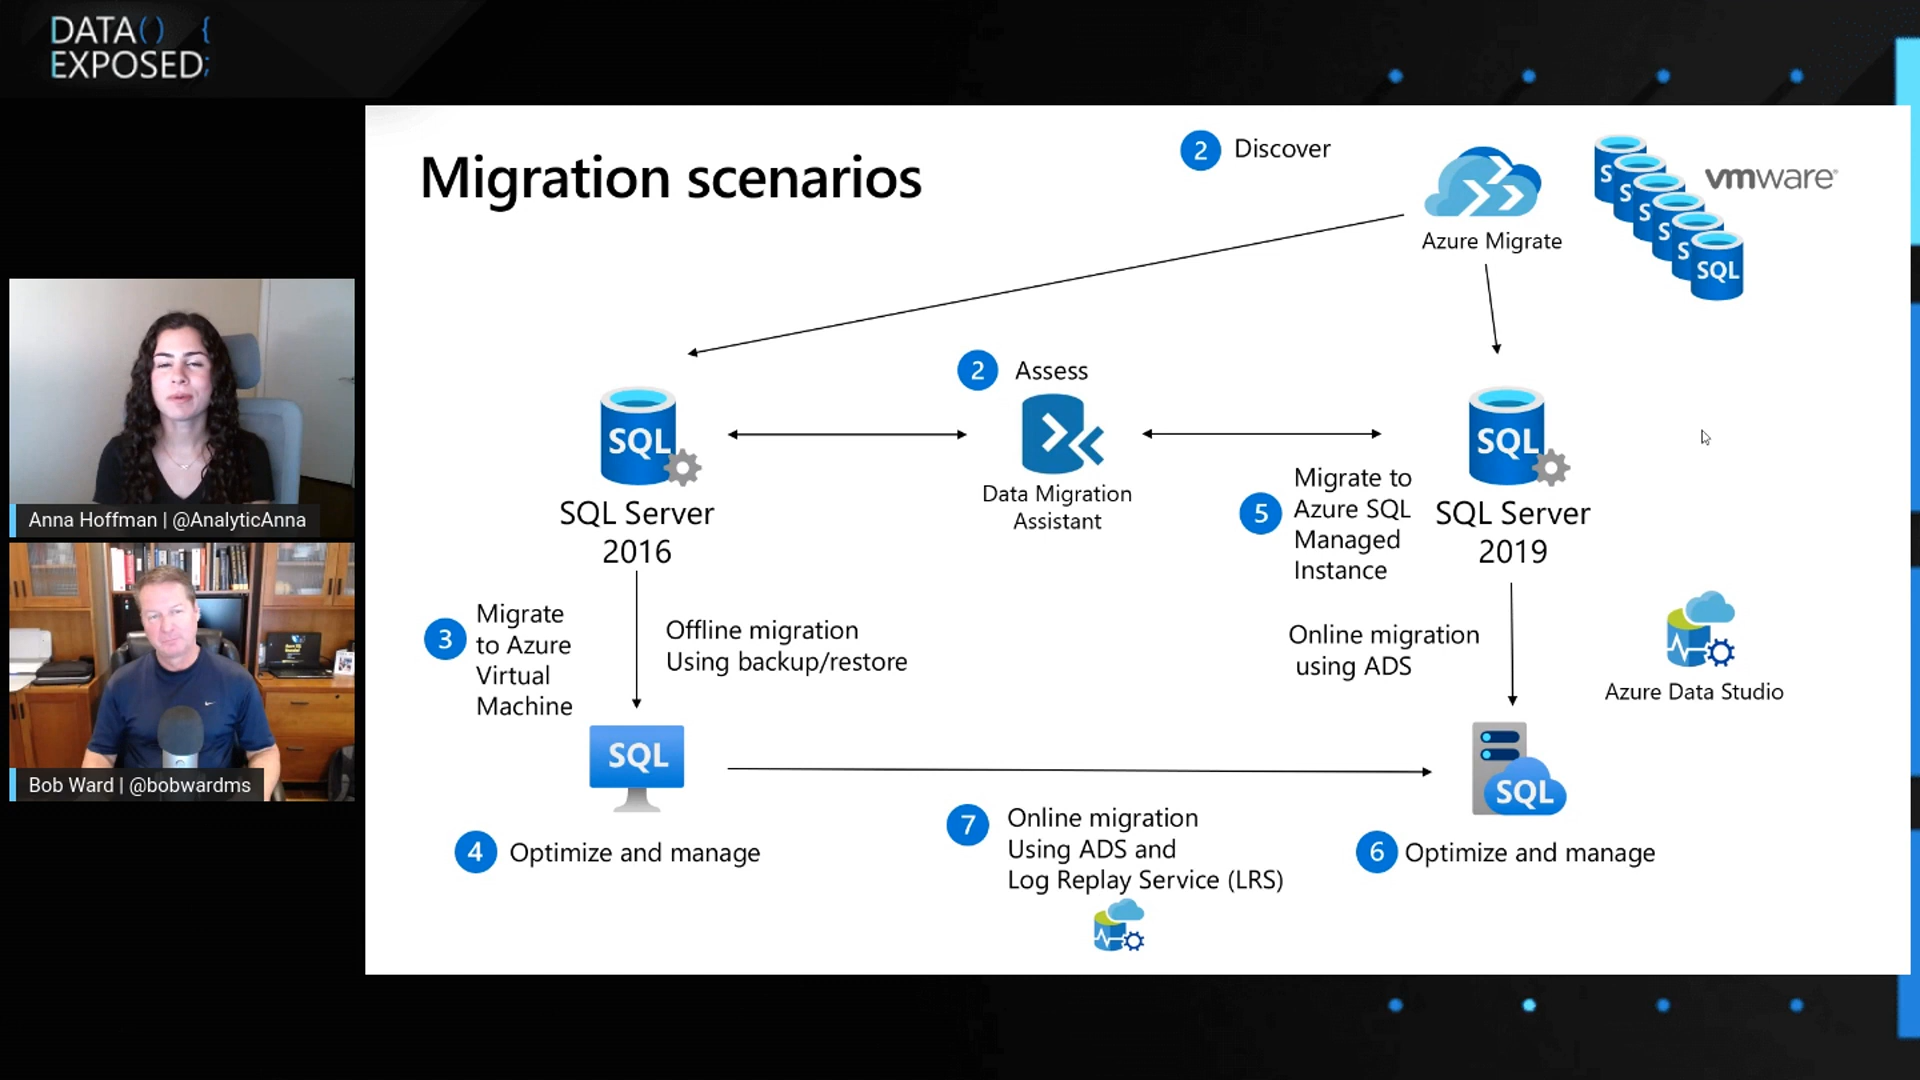 DATA() {
EXPOSED;
Migration scenarios
2 Discover
Azure Migrate
vmware®
S
S
S
S
S
SQL
2 Assess
SQL
SQL Server
2016
Data Migration
Assistant
SQL
SQL Server
2019
5 Migrate to
Azure SQL
Managed
Instance
3 Migrate
to Azure
Virtual
Machine
Offline migration
Using backup/restore
Online migration
using ADS
Azure Data Studio
SQL
SQL
4 Optimize and manage
7 Online migration
Using ADS and
Log Replay Service (LRS)
6 Optimize and manage
Anna Hoffman | @AnalyticAnna
Bob Ward | @bobwardms